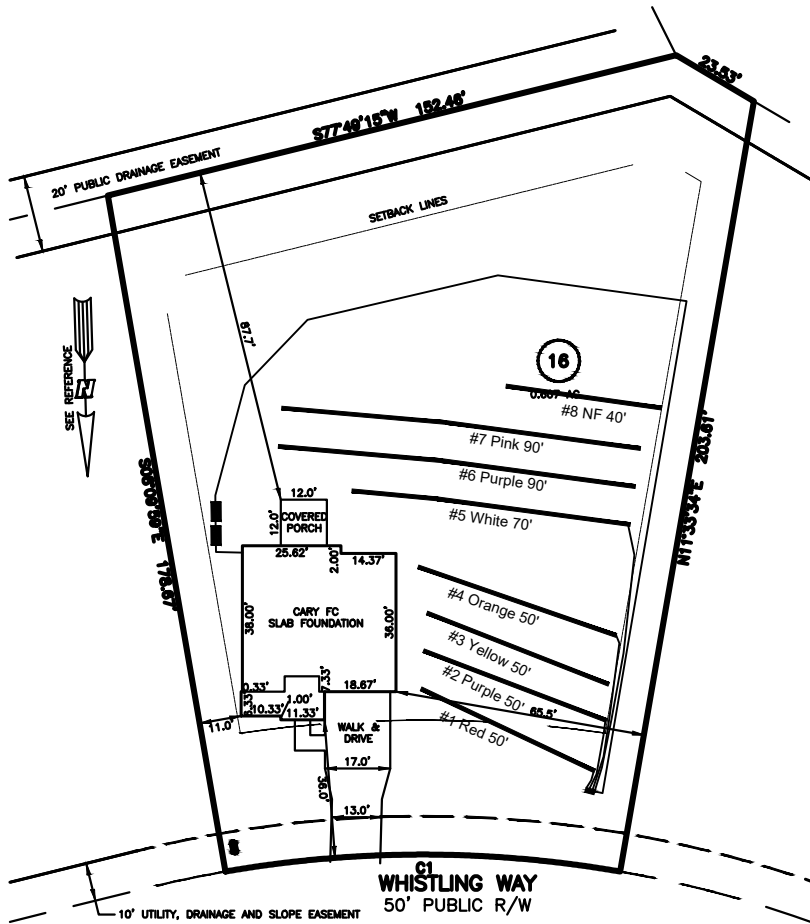 23.53'
S77°49'15"W 152.46'
20' PUBLIC DRAINAGE EASEMENT
SETBACK LINES
87.7'
SEE REFERENCE
N
16
#8 NF 40'
#7 Pink 90'
#6 Purple 90'
#5 White 70'
N11°33'34"E 203.61'
12.0'
12.0'
COVERED
PORCH
25.62'
2.00'
14.37'
#4 Orange 50'
#3 Yellow 50'
#2 Purple 50'
#1 Red 50'
178.67'
38.00'
CARY FC
SLAB FOUNDATION
36.00'
0.33'
7.33'
18.67'
10.33'
1.00'
11.33'
65.5'
11.0'
WALK &
DRIVE
17.0'
36.0'
13.0'
C1
WHISTLING WAY
50' PUBLIC R/W
10' UTILITY, DRAINAGE AND SLOPE EASEMENT